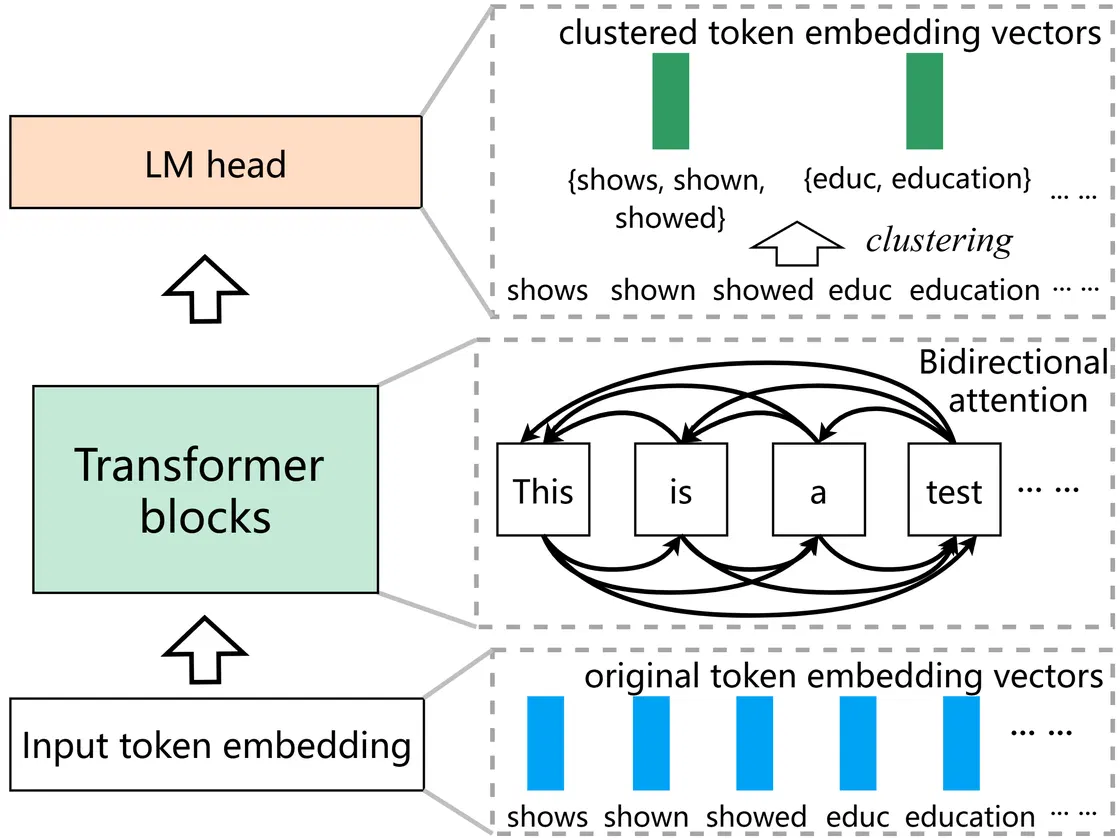 clustered token embedding vectors
LM head
{shows, shown,
showed}
{educ, education}
... ...
clustering
shows shown showed educ education ... ...
Transformer
blocks
Bidirectional
attention
This is a test ... ...
Input token embedding
original token embedding vectors
... ...
shows shown showed educ education ... ...